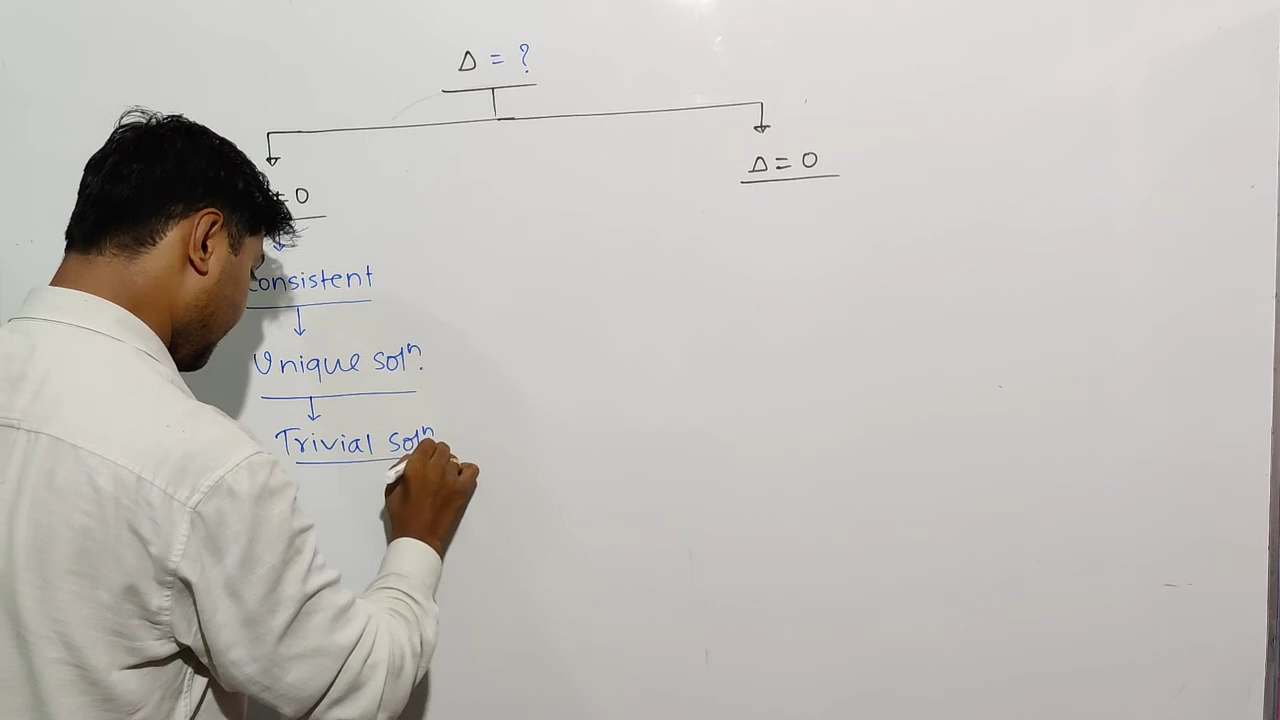 Δ = ?
Δ = 0
≠ 0
Consistent
Unique solⁿ.
Trivial solⁿ